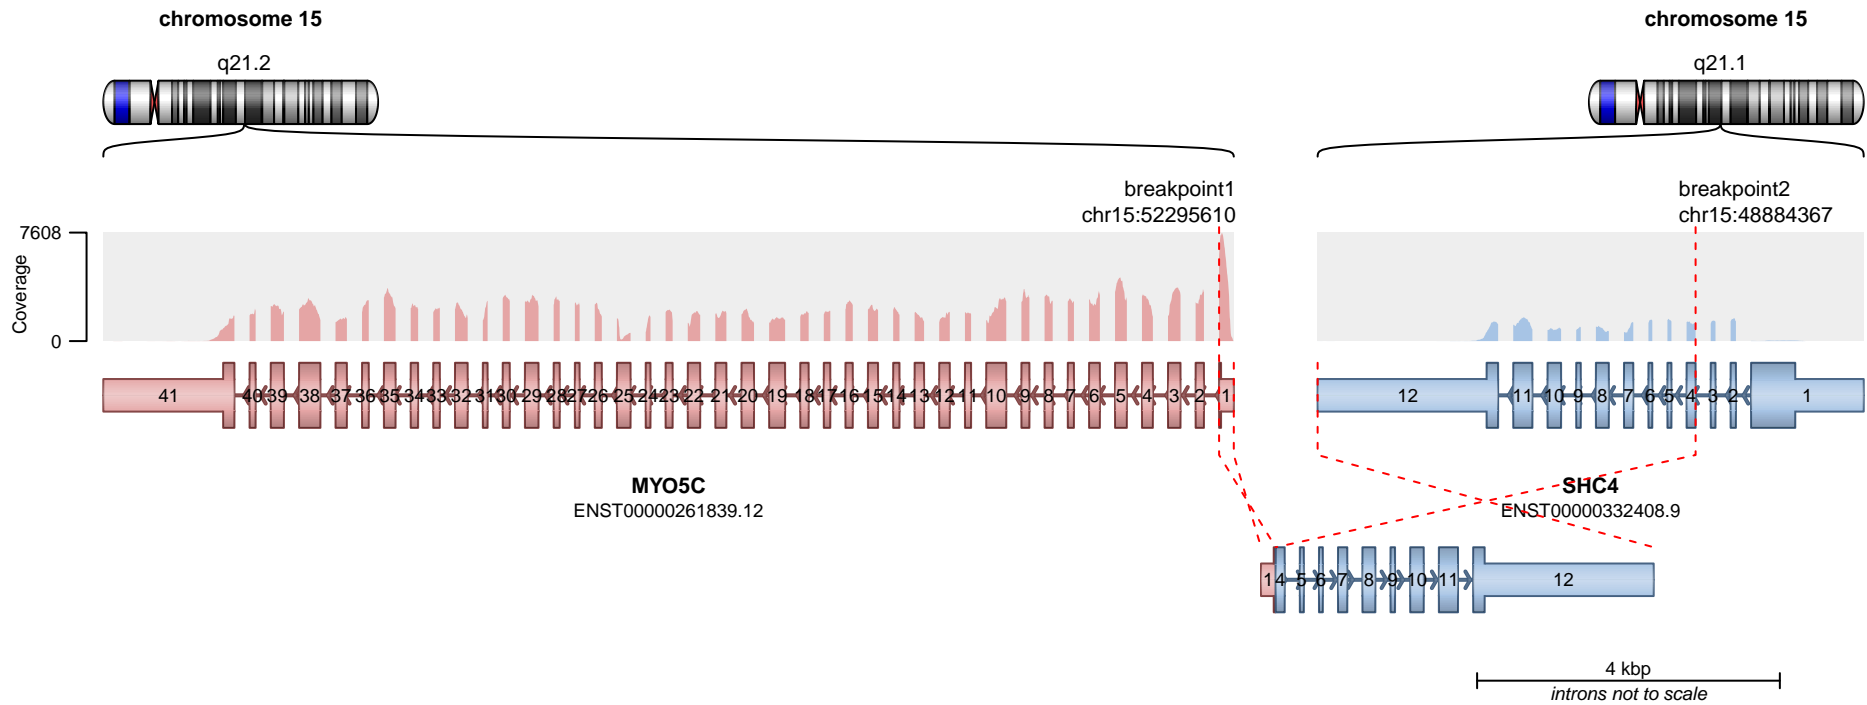 chromosome 15
chromosome 15
q21.2
q21.1
breakpoint1
chr15:52295610
breakpoint2
chr15:48884367
7608
Coverage
0
41 40 39 38 37 36 35 34 33 32 31 30 29 28 27 26 25 24 23 22 21 20 19 18 17 16 15 14 13 12 11 10 9 8 7 6 5 4 3 2 1
12 11 10 9 8 7 6 5 4 3 2 1
MYO5C
ENST00000261839.12
SHC4
ENST00000332408.9
1 4 5 6 7 8 9 10 11 12
4 kbp
introns not to scale